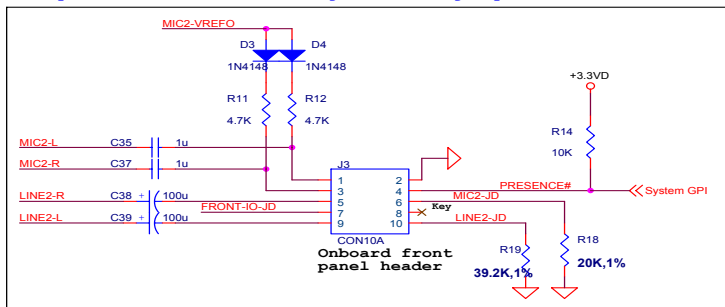 MIC2-VREFO
D3 D4
1N4148 1N4148
+3.3VD
R11 R12
4.7K 4.7K
R14
10K
MIC2-L C35 1u
MIC2-R C37 1u
J3
1 2
3 4
5 6
7 8
9 10
CON10A
PRESENCE#
System GPI
MIC2-JD
Key
LINE2-JD
LINE2-R C38 + 100u
FRONT-IO-JD
LINE2-L C39 + 100u
Onboard front
panel header
R19
39.2K,1%
R18
20K,1%